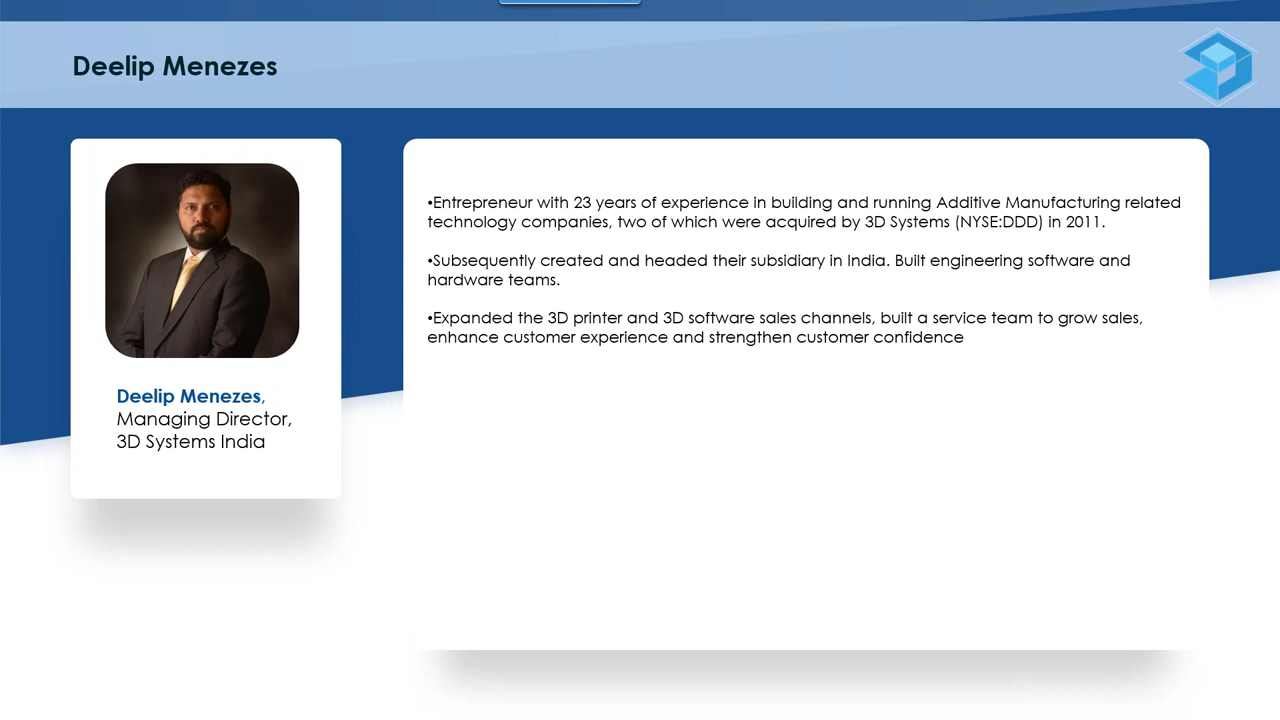 Deelip Menezes
Deelip Menezes,
Managing Director,
3D Systems India
•Entrepreneur with 23 years of experience in building and running Additive Manufacturing related
technology companies, two of which were acquired by 3D Systems (NYSE:DDD) in 2011.
•Subsequently created and headed their subsidiary in India. Built engineering software and
hardware teams.
•Expanded the 3D printer and 3D software sales channels, built a service team to grow sales,
enhance customer experience and strengthen customer confidence